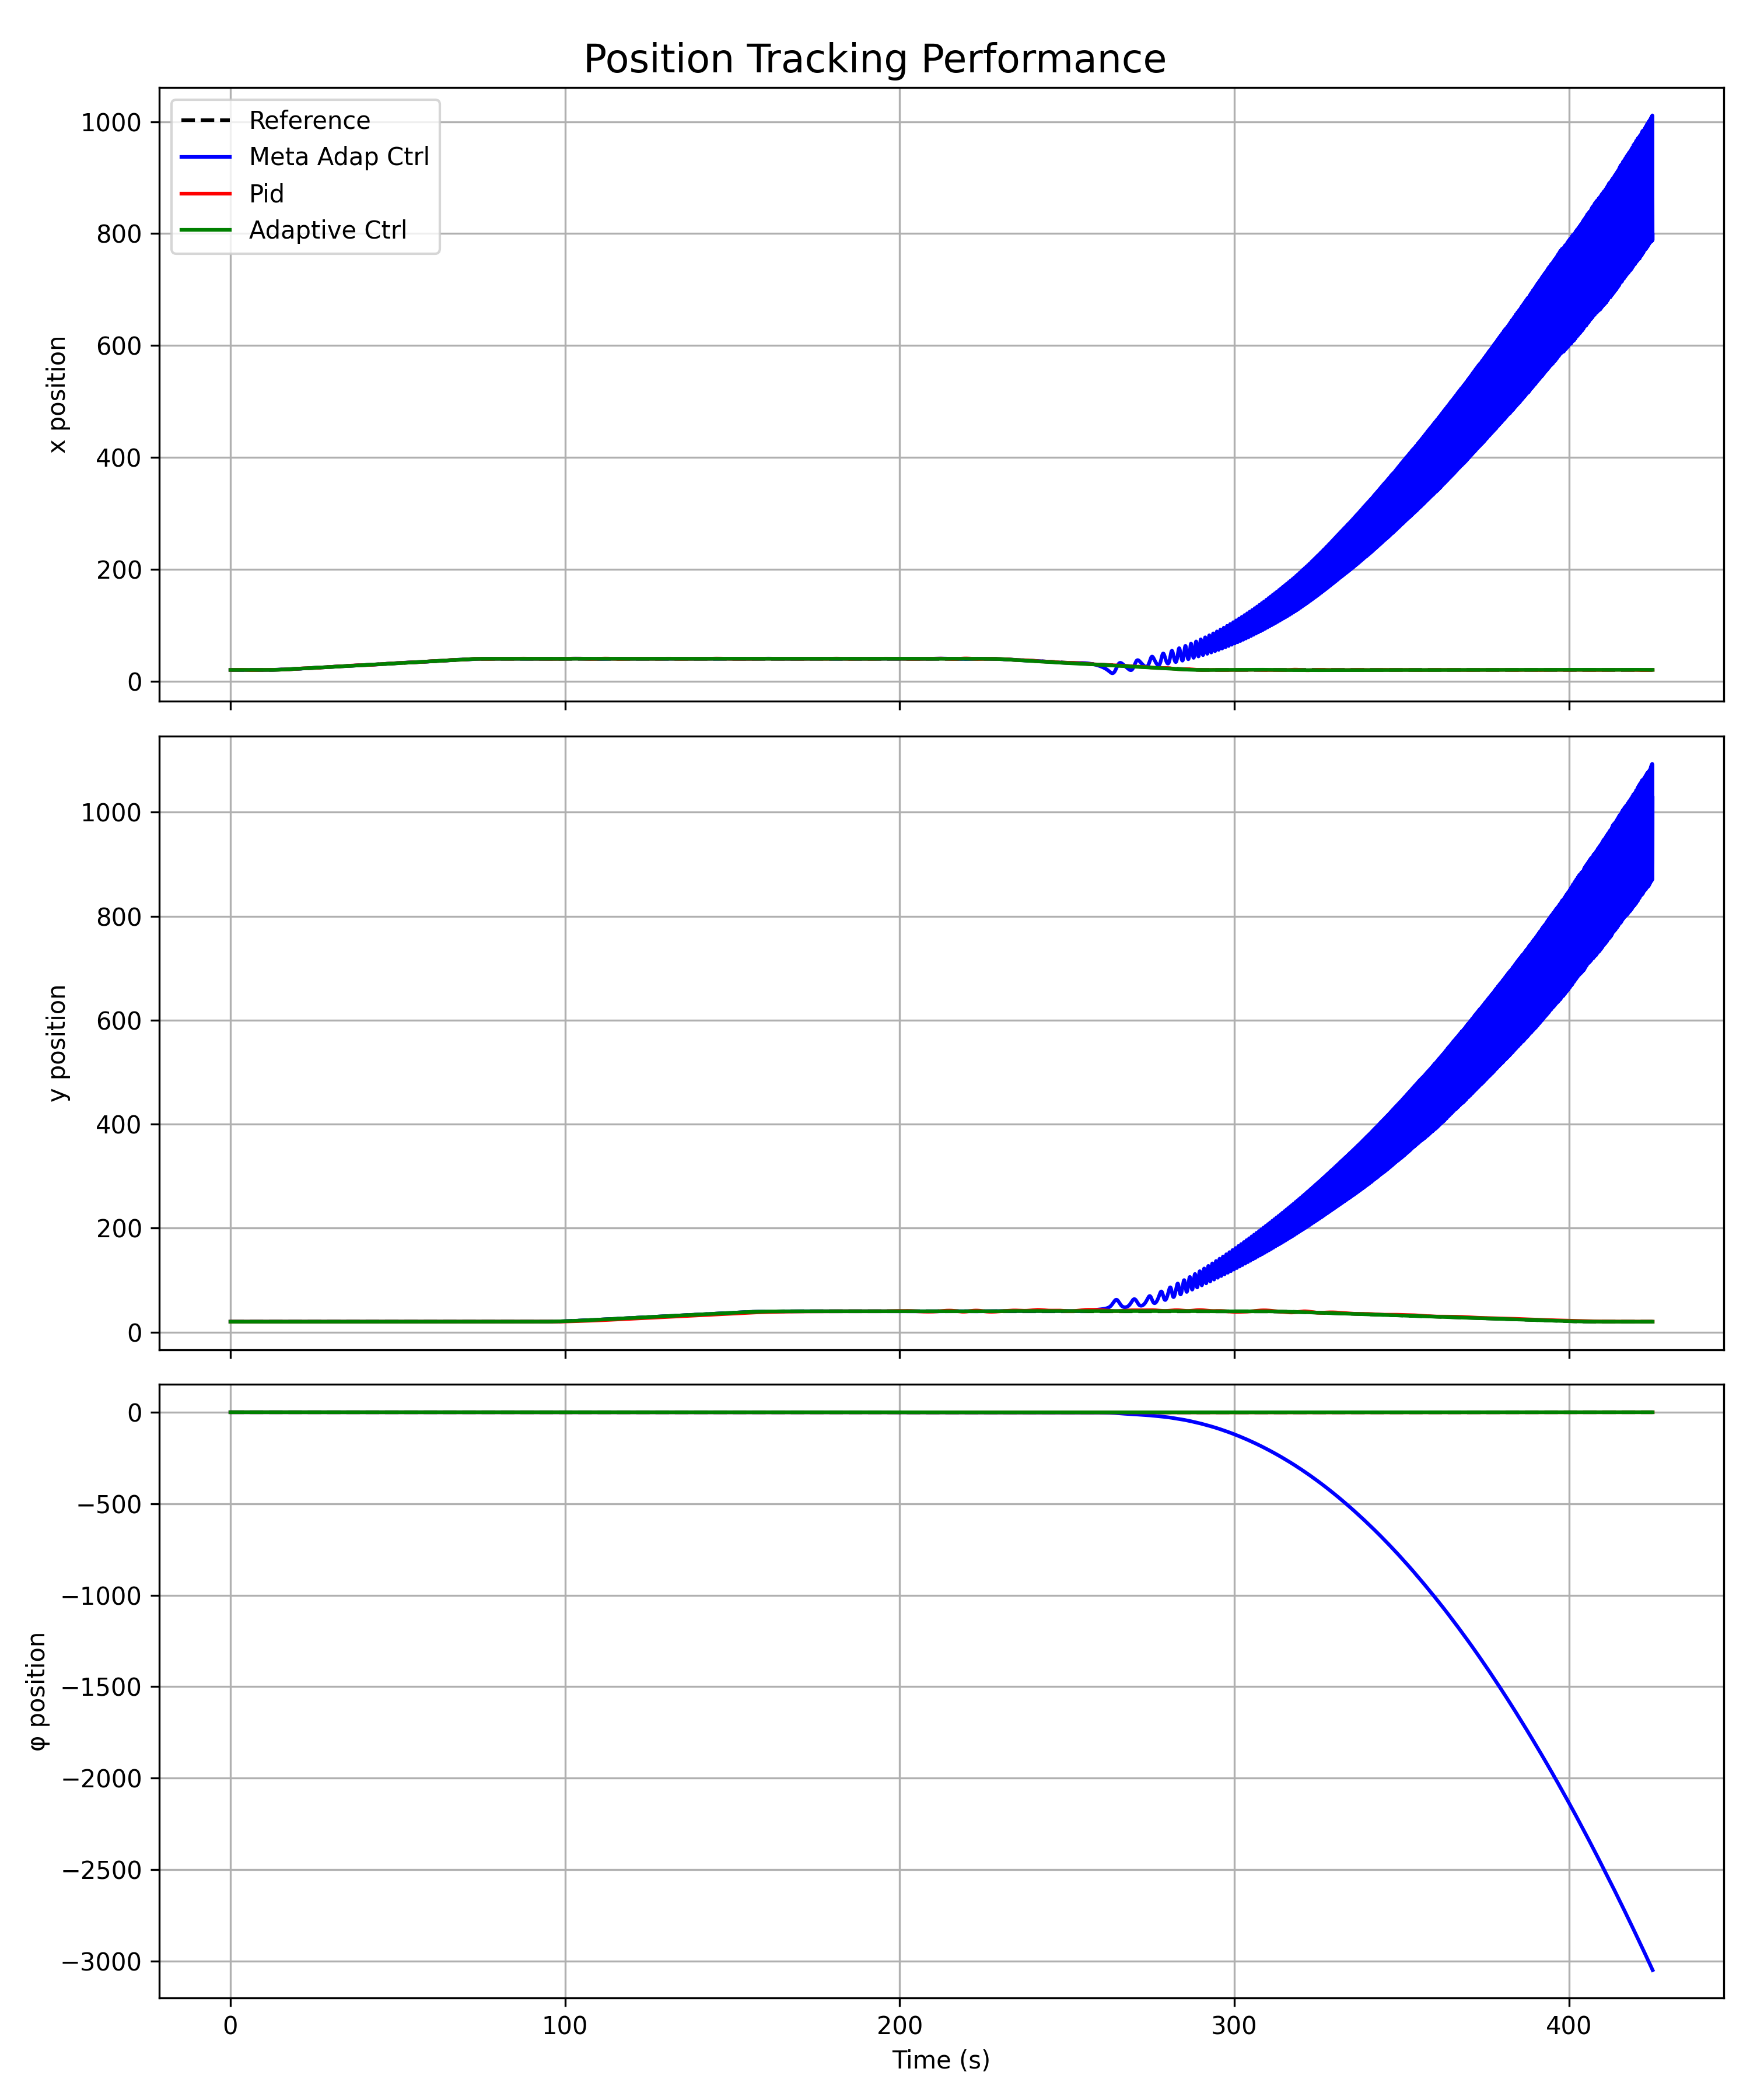 Position Tracking Performance
Reference
Meta Adap Ctrl
Pid
Adaptive Ctrl
1000
800
600
400
200
0
x position
1000
800
600
400
200
0
y position
0
−500
−1000
−1500
−2000
−2500
−3000
φ position
0 100 200 300 400
Time (s)